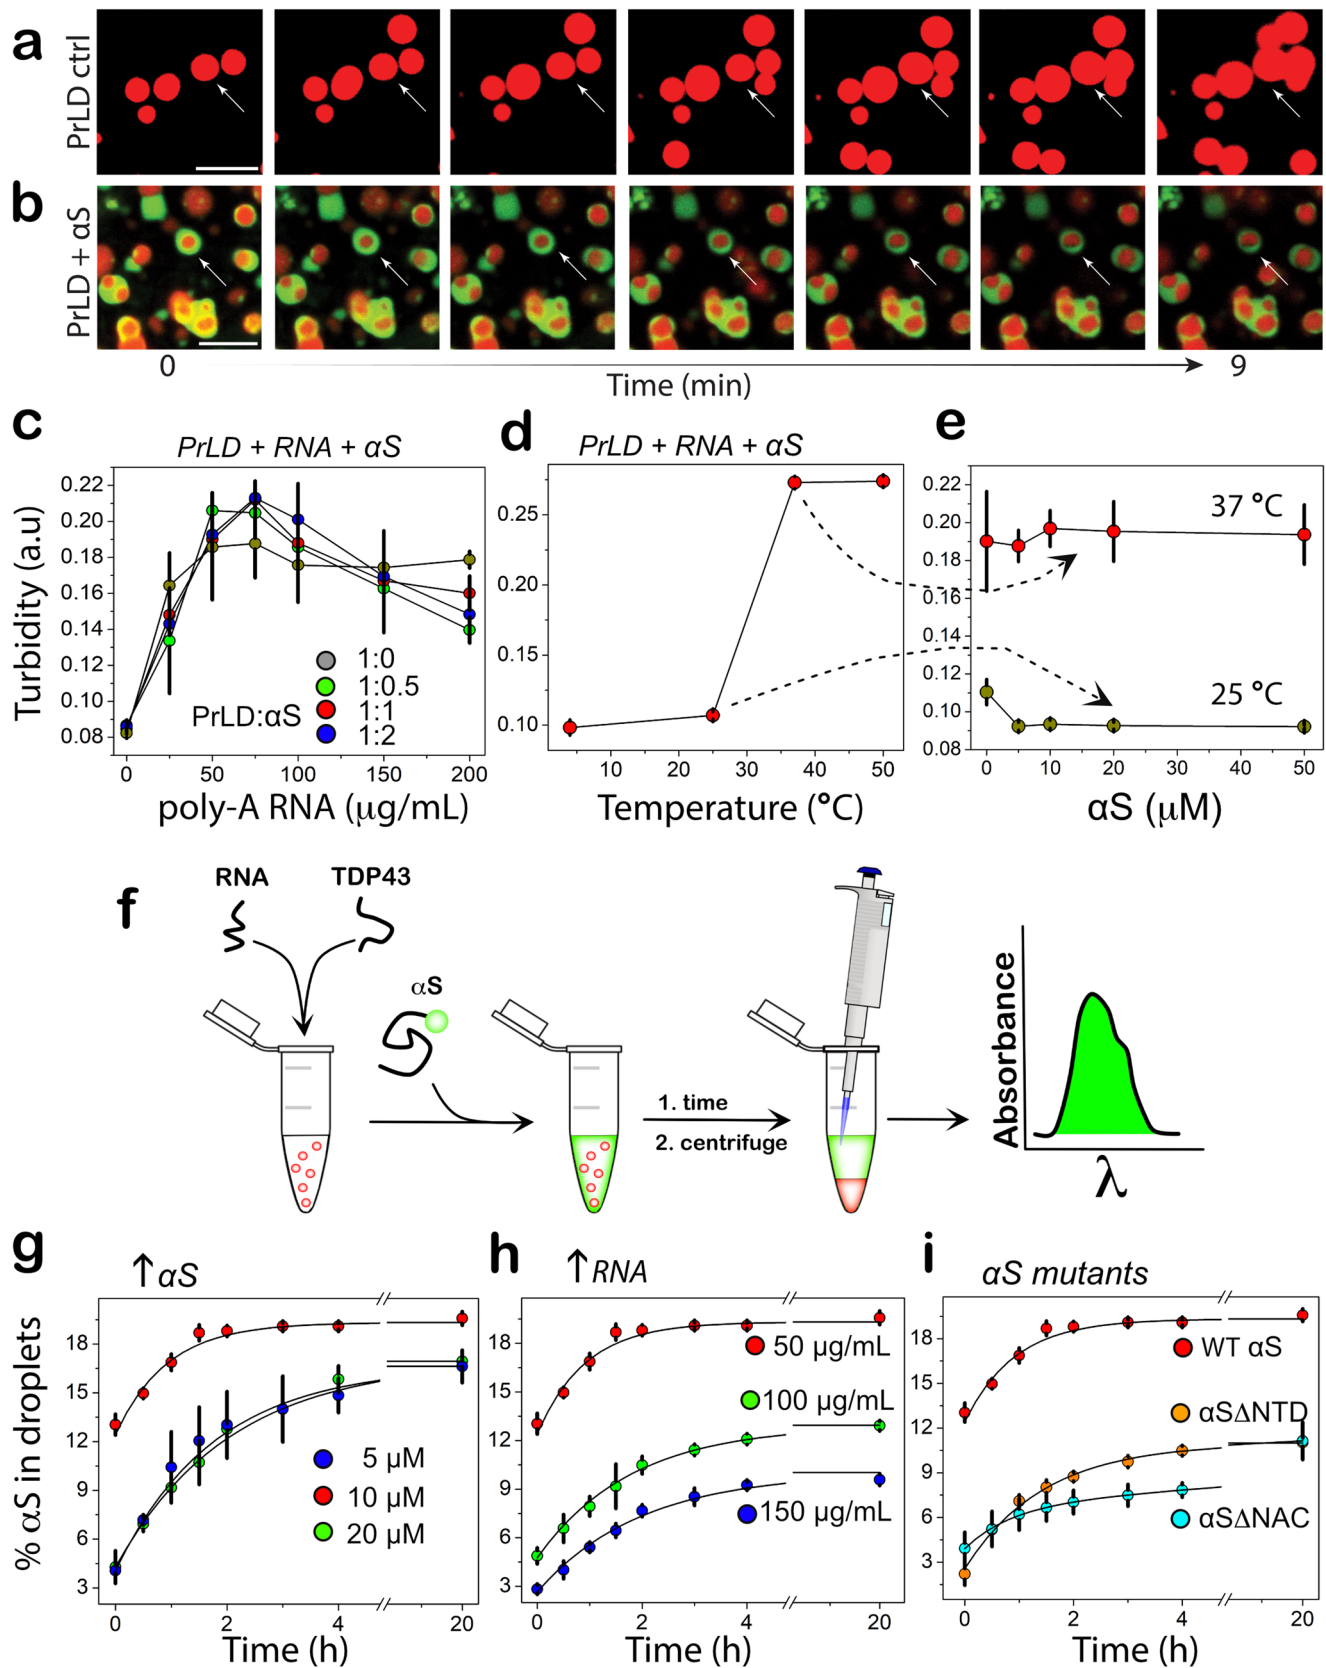 a
PrLD ctrl
b
PrLD + αS
0
9
Time (min)
c
PrLD + RNA + αS
Turbidity (a.u)
0.22
0.20
0.18
0.16
0.14
0.12
0.10
0.08
PrLD:αS
1:0
1:0.5
1:1
1:2
0 50 100 150 200
poly-A RNA (μg/mL)
d
PrLD + RNA + αS
0.25
0.20
0.15
0.10
10 20 30 40 50
Temperature (°C)
e
0.22
0.20
0.18
0.16
0.14
0.12
0.10
0.08
37 °C
25 °C
0 10 20 30 40 50
αS (μM)
f
RNA
TDP43
αS
1. time
2. centrifuge
Absorbance
λ
g
↑αS
% αS in droplets
18
15
12
9
6
3
5 μM
10 μM
20 μM
0 2 4 20
Time (h)
h
↑RNA
18
15
12
9
6
3
50 μg/mL
100 μg/mL
150 μg/mL
0 2 4 20
Time (h)
i
αS mutants
18
15
12
9
6
3
WT αS
αSΔNTD
αSΔNAC
0 2 4 20
Time (h)